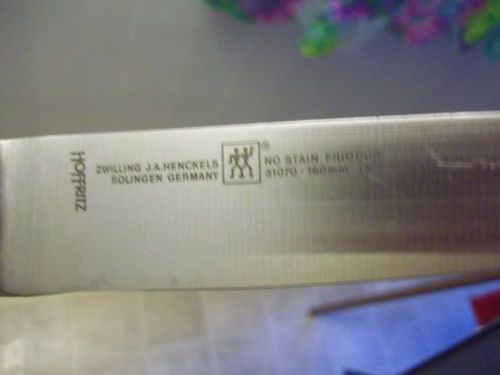 HOFFRITZ
ZWILLING J.A.HENCKELS
SOLINGEN GERMANY
®
NO STAIN FRIODUR
31070 - 160mm